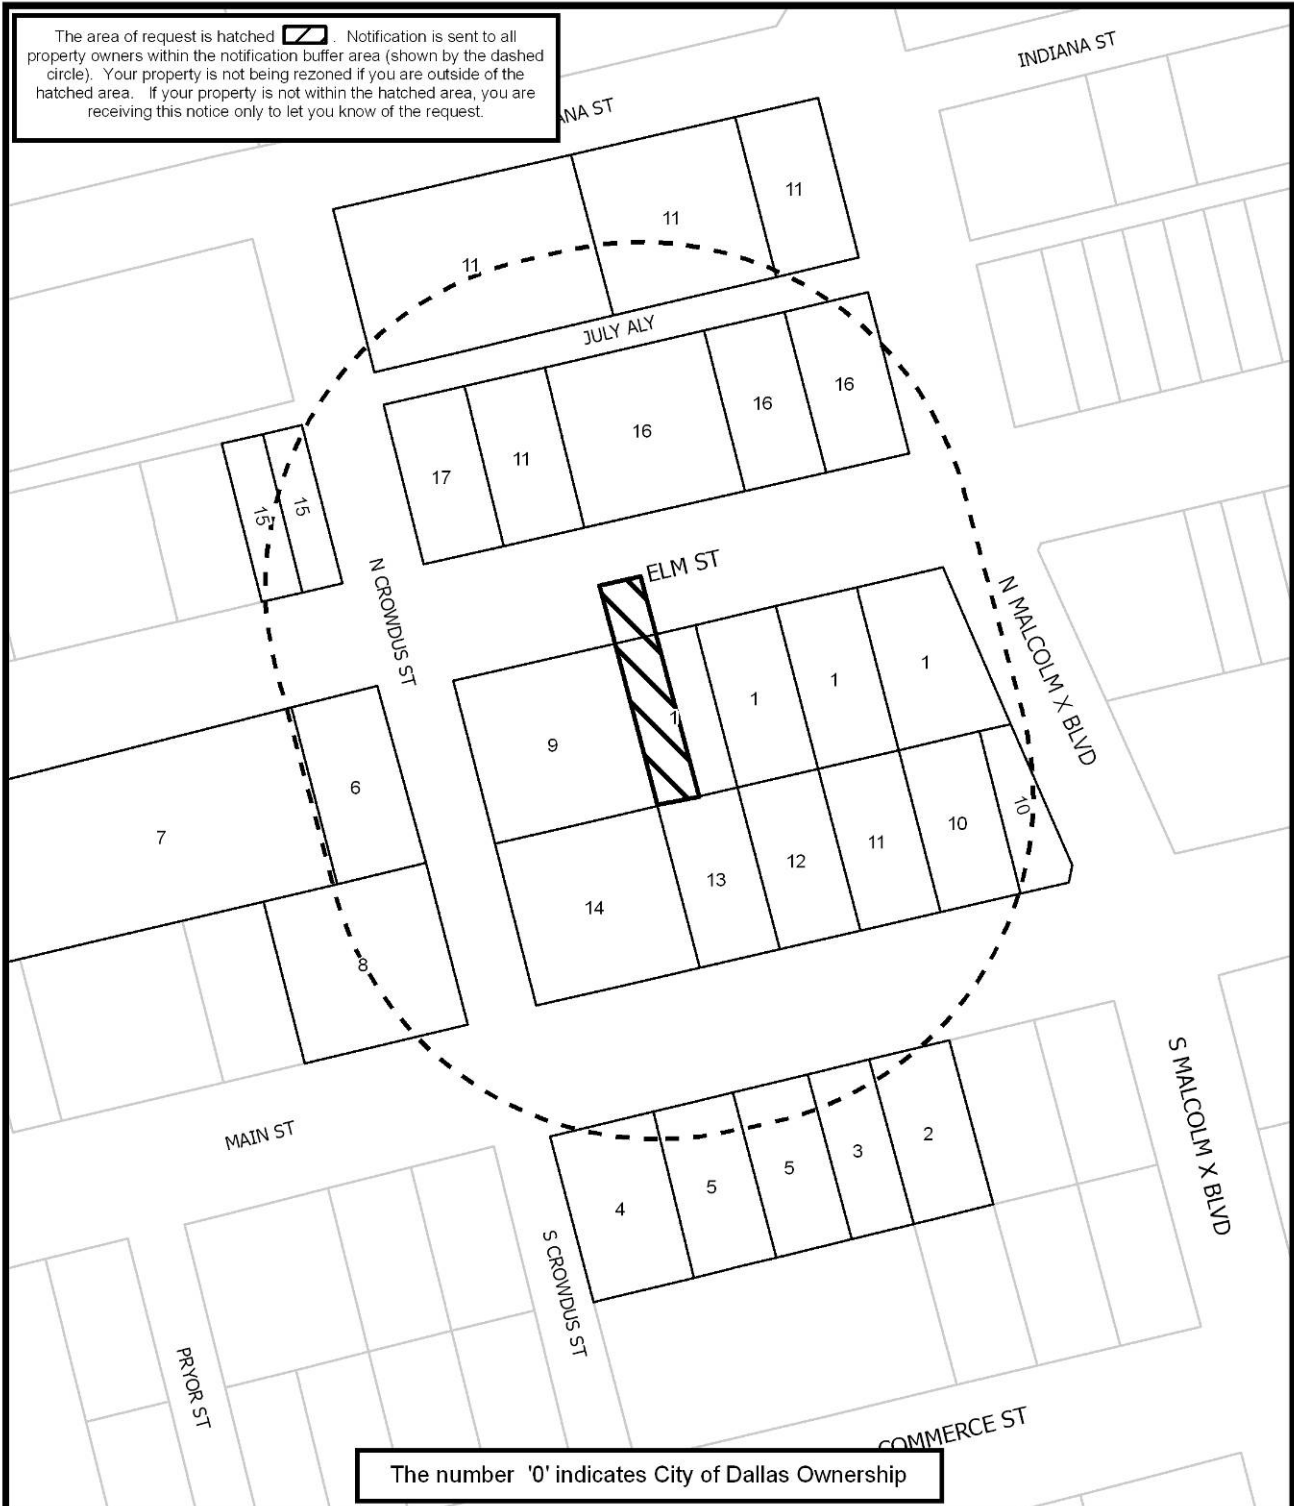 The area of request is hatched . Notification is sent to all
property owners within the notification buffer area (shown by the dashed
circle). Your property is not being rezoned if you are outside of the
hatched area. If your property is not within the hatched area, you are
receiving this notice only to let you know of the request.
INDIANA ST
ANA ST
11
11
11
JULY ALY
16
16
16
11
17
15
15
N CROWDUS ST
ELM ST
N MALCOLM X BLVD
1
1
1
1
9
6
7
10
10
11
12
13
14
8
MAIN ST
S MALCOLM X BLVD
2
3
5
5
4
S CROWDUS ST
PRYOR ST
COMMERCE ST
The number '0' indicates City of Dallas Ownership